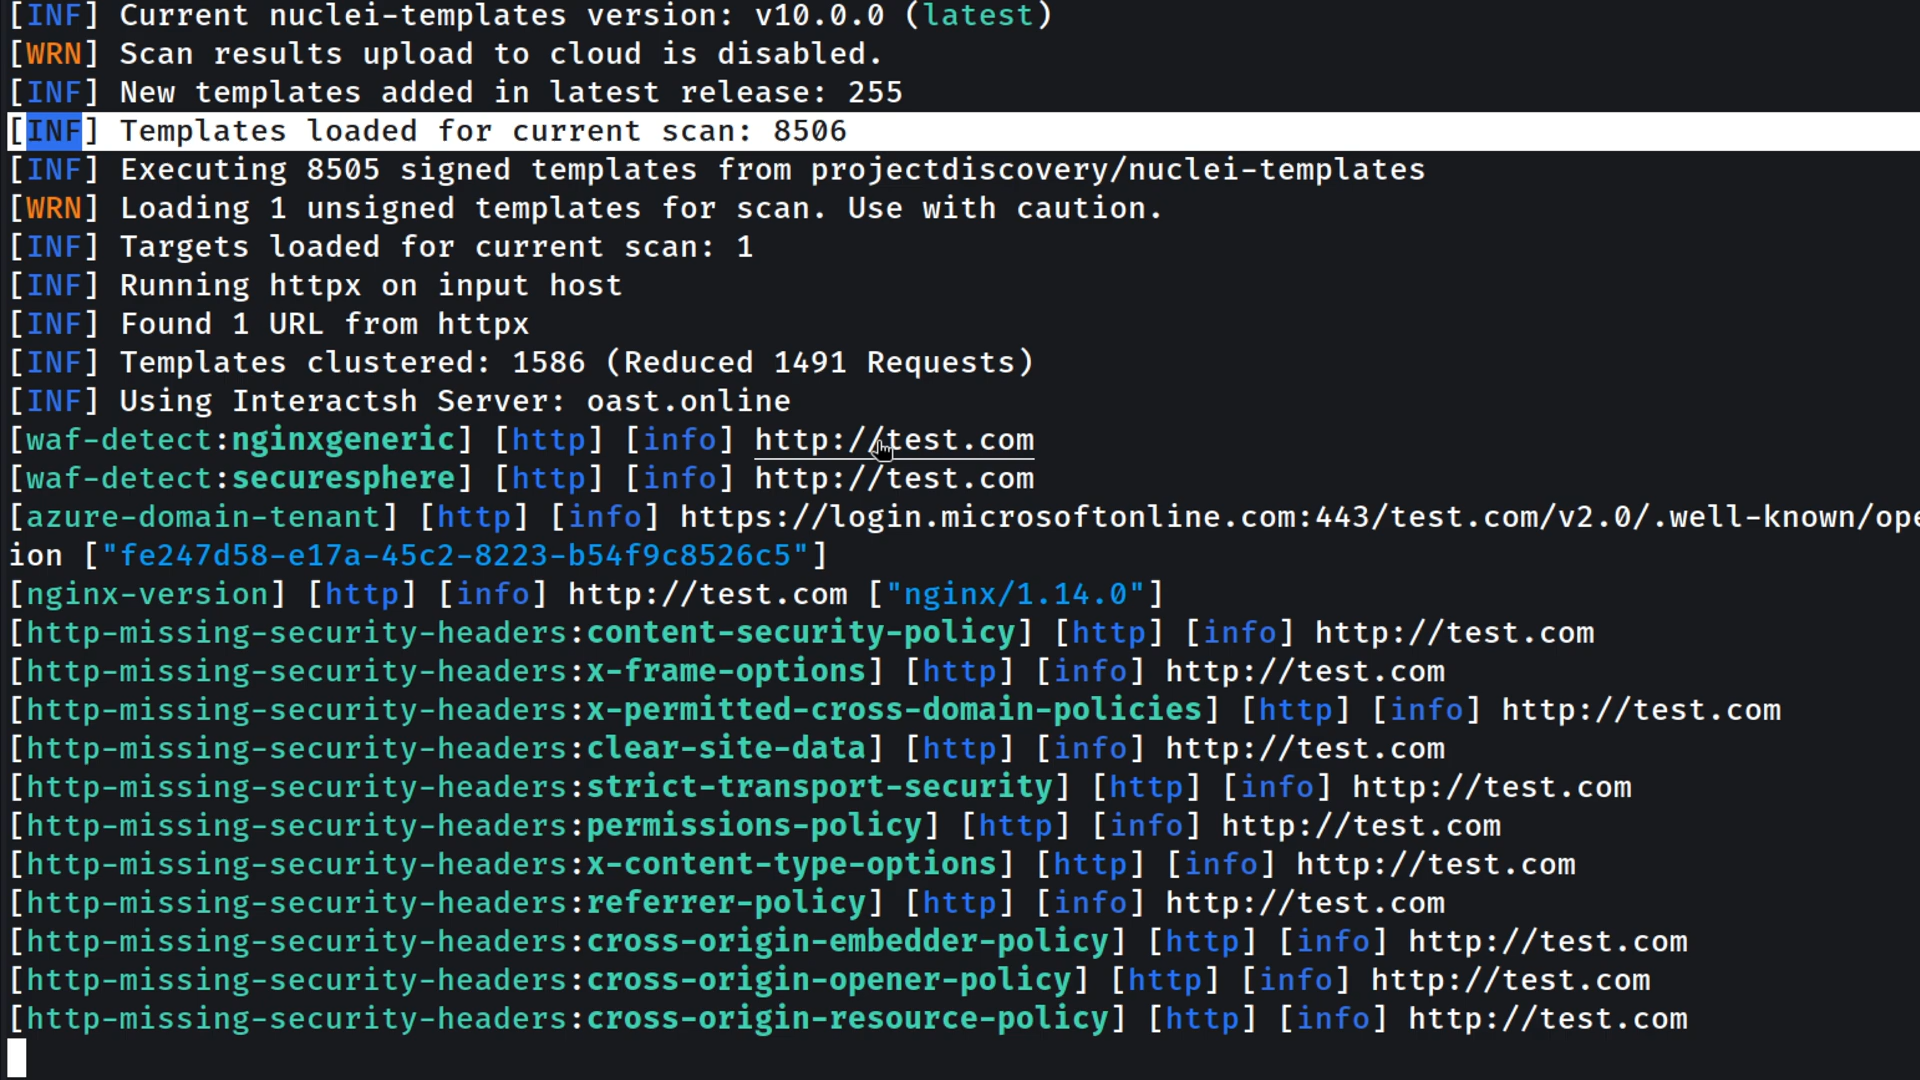 [INF] Current nuclei-templates version: v10.0.0 (latest)
[WRN] Scan results upload to cloud is disabled.
[INF] New templates added in latest release: 255
[INF] Templates loaded for current scan: 8506
[INF] Executing 8505 signed templates from projectdiscovery/nuclei-templates
[WRN] Loading 1 unsigned templates for scan. Use with caution.
[INF] Targets loaded for current scan: 1
[INF] Running httpx on input host
[INF] Found 1 URL from httpx
[INF] Templates clustered: 1586 (Reduced 1491 Requests)
[INF] Using Interactsh Server: oast.online
[waf-detect:nginxgeneric] [http] [info] http://test.com
[waf-detect:securesphere] [http] [info] http://test.com
[azure-domain-tenant] [http] [info] https://login.microsoftonline.com:443/test.com/v2.0/.well-known/ope
ion ["fe247d58-e17a-45c2-8223-b54f9c8526c5"]
[nginx-version] [http] [info] http://test.com ["nginx/1.14.0"]
[http-missing-security-headers:content-security-policy] [http] [info] http://test.com
[http-missing-security-headers:x-frame-options] [http] [info] http://test.com
[http-missing-security-headers:x-permitted-cross-domain-policies] [http] [info] http://test.com
[http-missing-security-headers:clear-site-data] [http] [info] http://test.com
[http-missing-security-headers:strict-transport-security] [http] [info] http://test.com
[http-missing-security-headers:permissions-policy] [http] [info] http://test.com
[http-missing-security-headers:x-content-type-options] [http] [info] http://test.com
[http-missing-security-headers:referrer-policy] [http] [info] http://test.com
[http-missing-security-headers:cross-origin-embedder-policy] [http] [info] http://test.com
[http-missing-security-headers:cross-origin-opener-policy] [http] [info] http://test.com
[http-missing-security-headers:cross-origin-resource-policy] [http] [info] http://test.com